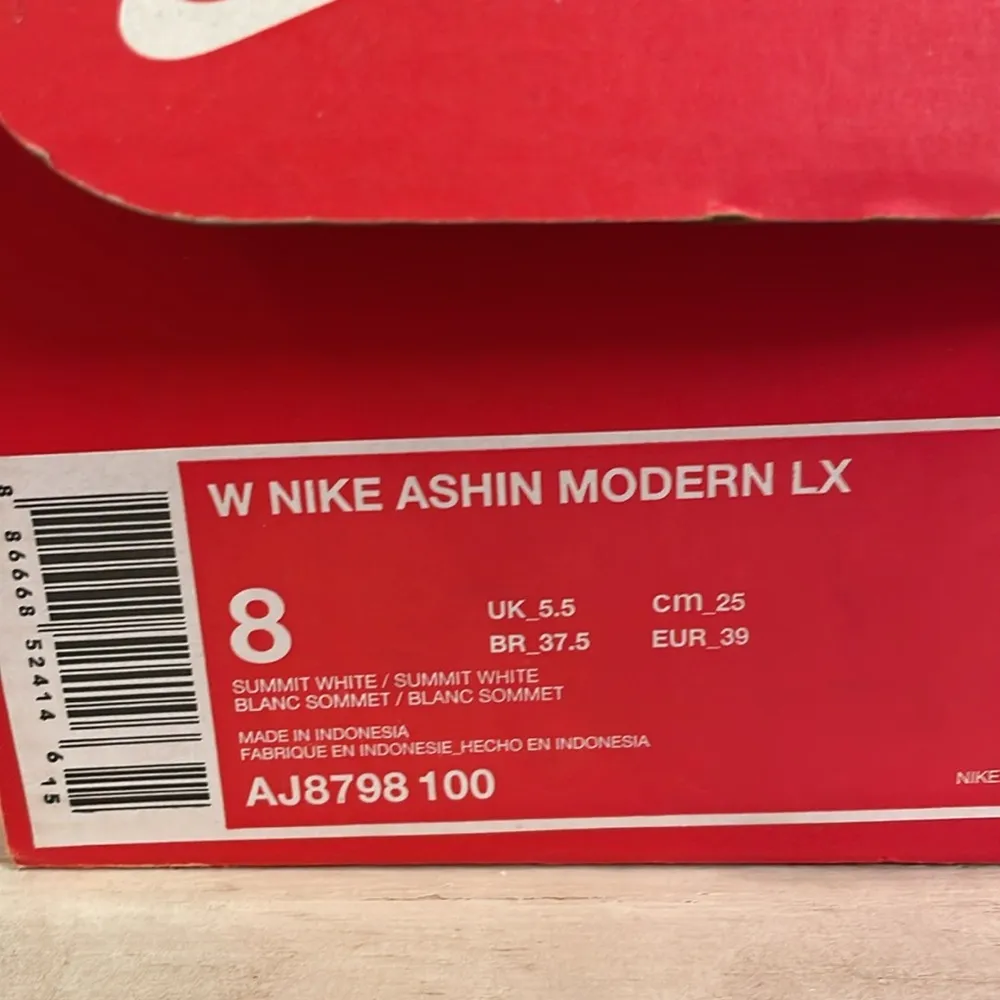 W NIKE ASHIN MODERN LX
8
UK_5.5 cm_25
BR_37.5 EUR_39
SUMMIT WHITE / SUMMIT WHITE
BLANC SOMMET / BLANC SOMMET
MADE IN INDONESIA
FABRIQUE EN INDONESIE_HECHO EN INDONESIA
AJ8798 100
NIKE
8 86668 52414 6 15